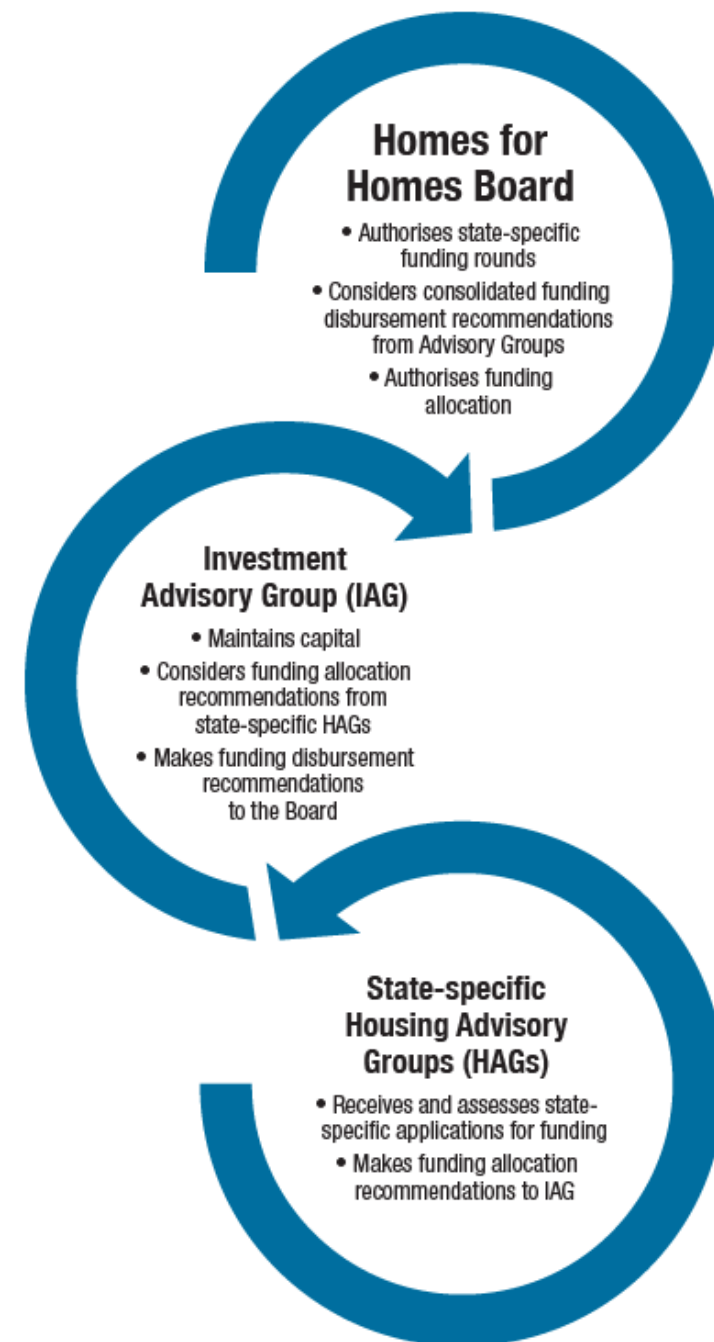 Homes for
Homes Board
• Authorises state-specific
funding rounds
• Considers consolidated funding
disbursement recommendations
from Advisory Groups
• Authorises funding
allocation
Investment
Advisory Group (IAG)
• Maintains capital
• Considers funding allocation
recommendations from
state-specific HAGs
• Makes funding disbursement
recommendations
to the Board
State-specific
Housing Advisory
Groups (HAGs)
• Receives and assesses state-
specific applications for funding
• Makes funding allocation
recommendations to IAG